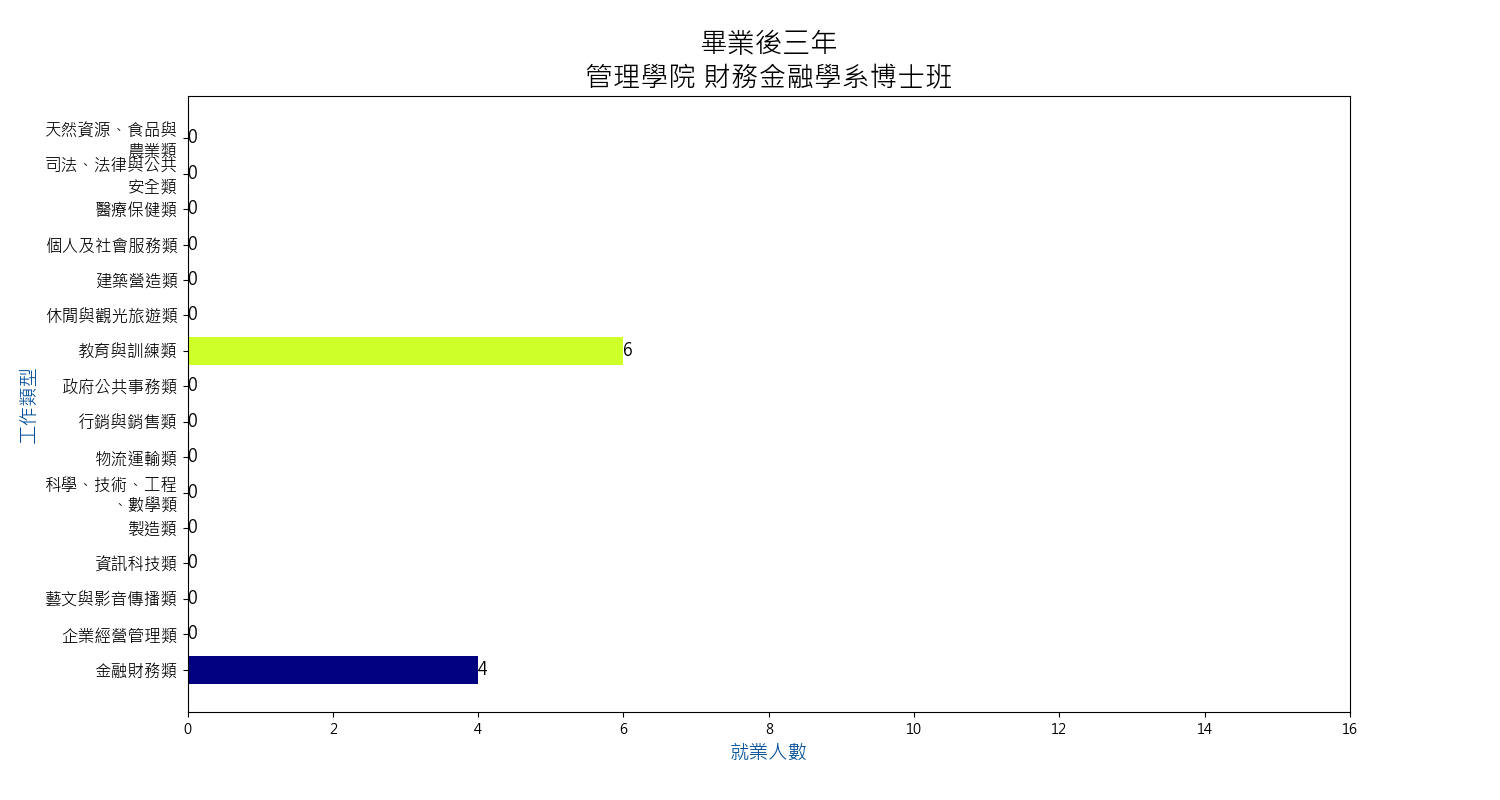 畢業後三年
管理學院 財務金融學系博士班
天然資源、食品與
農業類
0
司法、法律與公共
安全類
0
醫療保健類
0
個人及社會服務類
0
建築營造類
0
休閒與觀光旅遊類
0
教育與訓練類
6
政府公共事務類
0
行銷與銷售類
0
物流運輸類
0
科學、技術、工程
、數學類
0
製造類
0
資訊科技類
0
藝文與影音傳播類
0
企業經營管理類
0
金融財務類
4
工作類型
0 2 4 6 8 10 12 14 16
就業人數